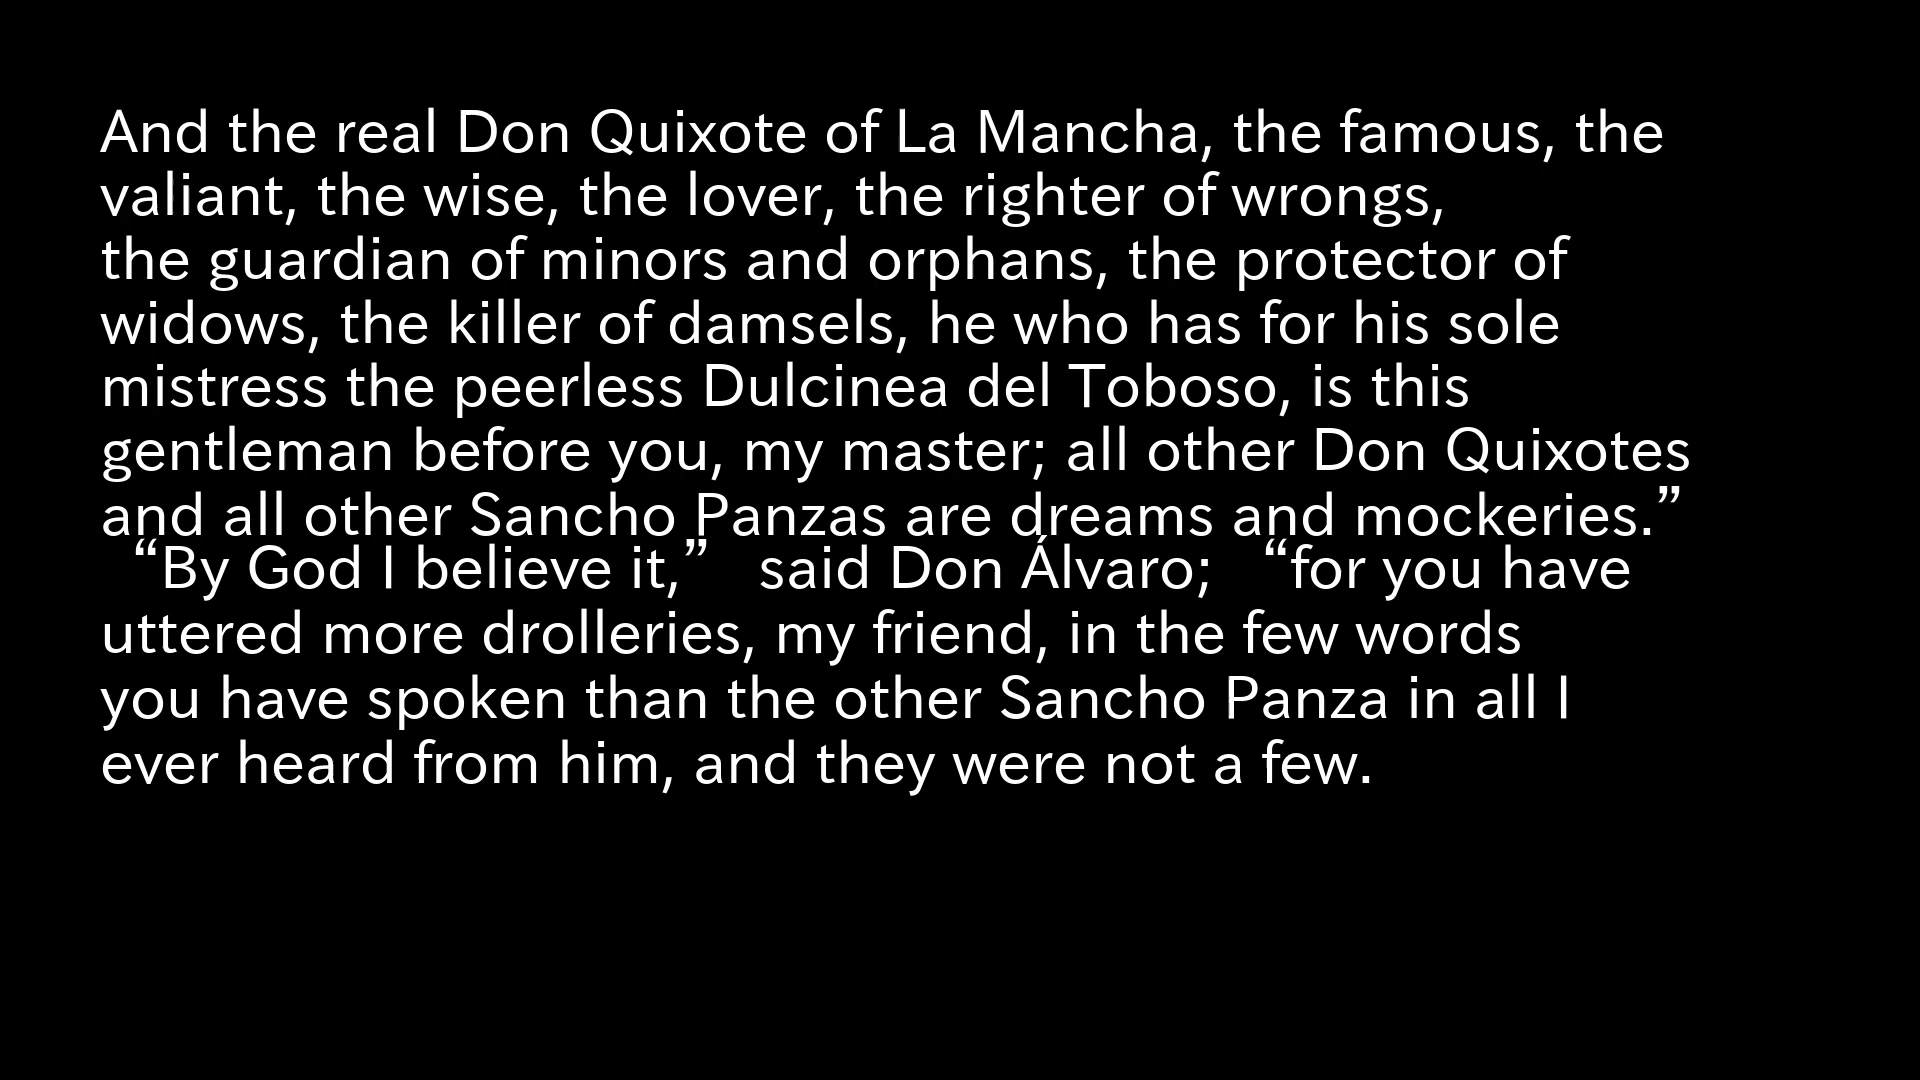 And the real Don Quixote of La Mancha, the famous, the
valiant, the wise, the lover, the righter of wrongs,
the guardian of minors and orphans, the protector of
widows, the killer of damsels, he who has for his sole
mistress the peerless Dulcinea del Toboso, is this
gentleman before you, my master; all other Don Quixotes
and all other Sancho Panzas are dreams and mockeries.”
“By God I believe it,” said Don Álvaro; “for you have
uttered more drolleries, my friend, in the few words
you have spoken than the other Sancho Panza in all I
ever heard from him, and they were not a few.